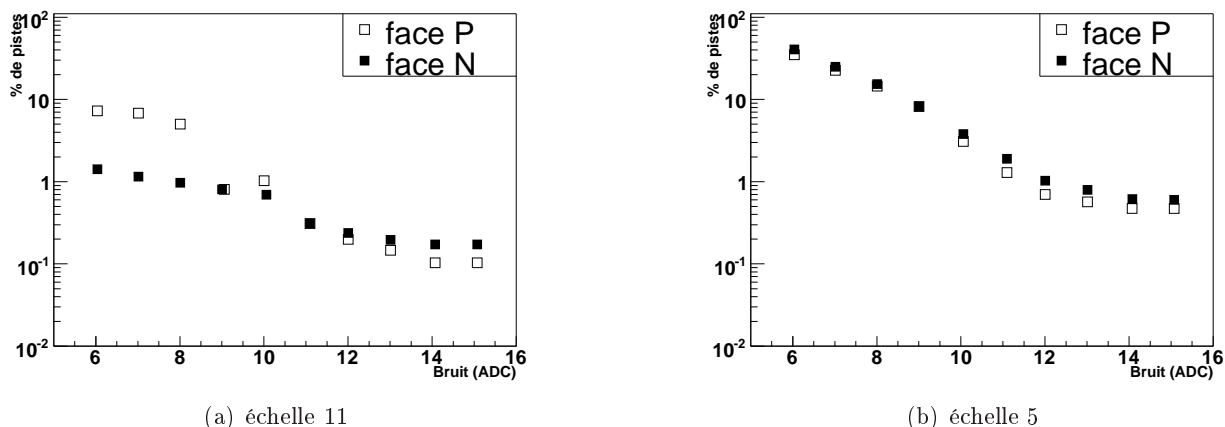 % de pistes
10²
10
1
10⁻¹
10⁻²
6 8 10 12 14 16
Bruit (ADC)
face P
face N
(a) échelle 11
% de pistes
10²
10
1
10⁻¹
10⁻²
6 8 10 12 14 16
Bruit (ADC)
face P
face N
(b) échelle 5